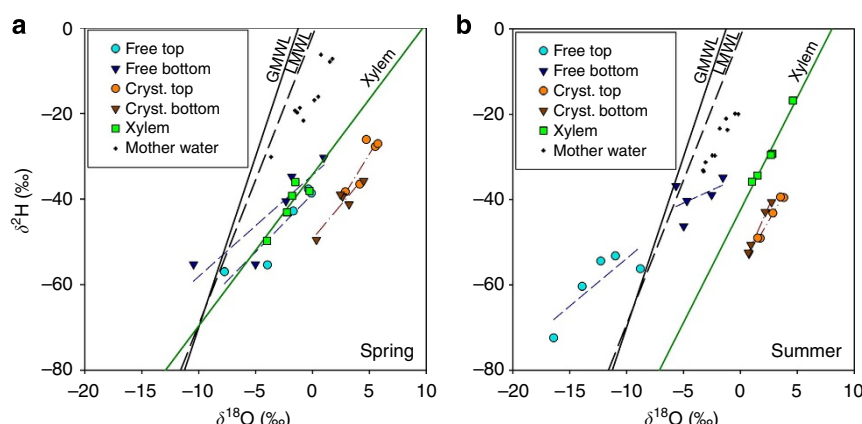 a
0
−20
−40
−60
−80
δ2H (‰)
Free top
Free bottom
Cryst. top
Cryst. bottom
Xylem
Mother water
GMWL
LMWL
Xylem
Spring
−20
−15
−10
−5
0
5
10
δ18O (‰)
b
0
−20
−40
−60
−80
Free top
Free bottom
Cryst. top
Cryst. bottom
Xylem
Mother water
GMWL
LMWL
Xylem
Summer
−20
−15
−10
−5
0
5
10
δ18O (‰)